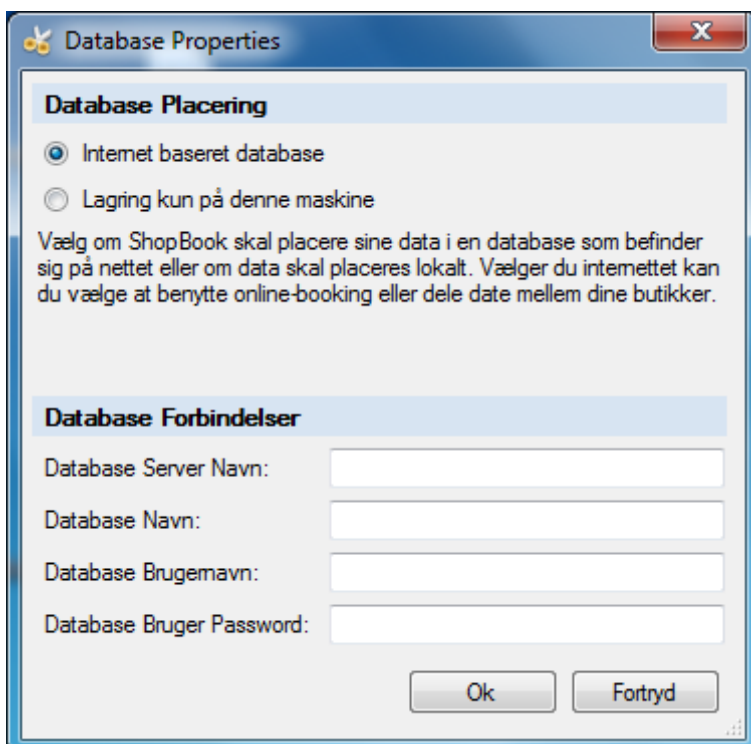 Database Properties
Database Placering
Internet baseret database
Lagring kun på denne maskine
Vælg om ShopBook skal placere sine data i en database som befinder
sig på nettet eller om data skal placeres lokalt. Vælger du internettet kan
du vælge at benytte online-booking eller dele date mellem dine butikker.
Database Forbindelser
Database Server Navn:
Database Navn:
Database Brugernavn:
Database Bruger Password:
Ok Fortryd